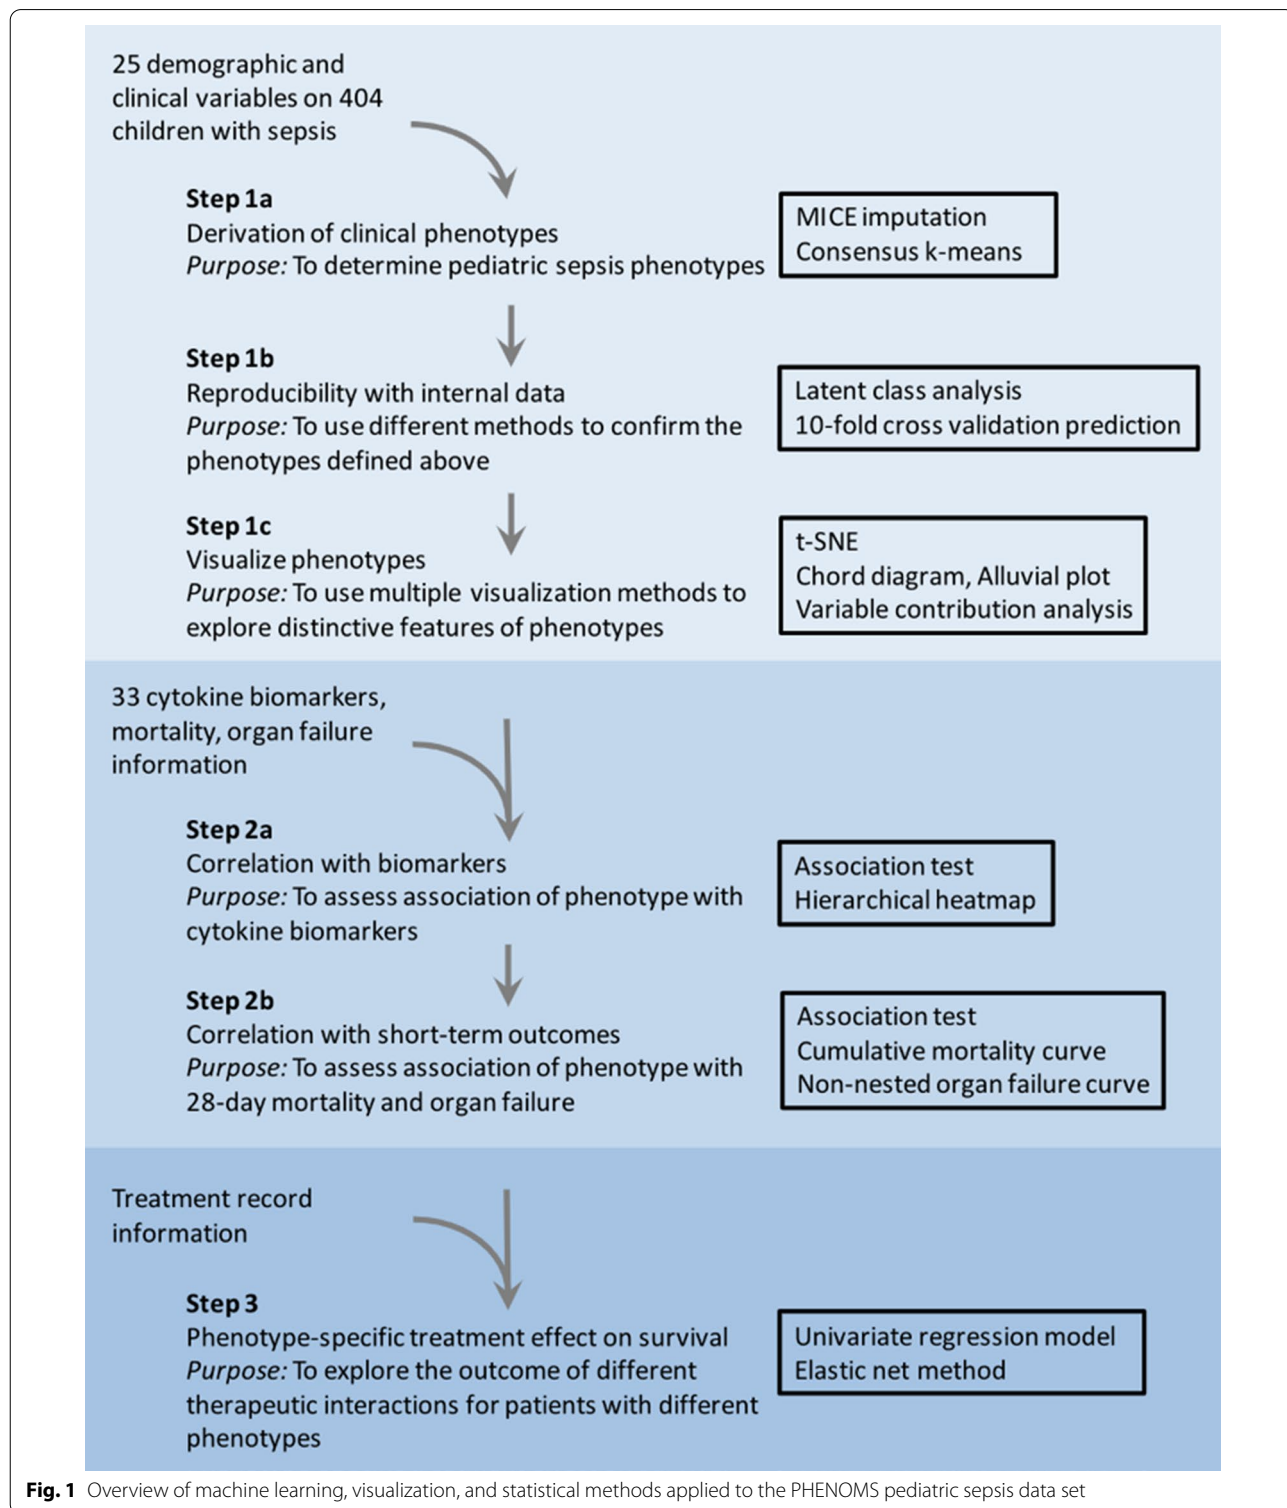 25 demographic and
clinical variables on 404
children with sepsis
Step 1a
Derivation of clinical phenotypes
Purpose: To determine pediatric sepsis phenotypes
MICE imputation
Consensus k-means
Step 1b
Reproducibility with internal data
Purpose: To use different methods to confirm the
phenotypes defined above
Latent class analysis
10-fold cross validation prediction
Step 1c
Visualize phenotypes
Purpose: To use multiple visualization methods to
explore distinctive features of phenotypes
t-SNE
Chord diagram, Alluvial plot
Variable contribution analysis
33 cytokine biomarkers,
mortality, organ failure
information
Step 2a
Correlation with biomarkers
Purpose: To assess association of phenotype with
cytokine biomarkers
Association test
Hierarchical heatmap
Step 2b
Correlation with short-term outcomes
Purpose: To assess association of phenotype with
28-day mortality and organ failure
Association test
Cumulative mortality curve
Non-nested organ failure curve
Treatment record
information
Step 3
Phenotype-specific treatment effect on survival
Purpose: To explore the outcome of different
therapeutic interactions for patients with different
phenotypes
Univariate regression model
Elastic net method
Fig. 1 Overview of machine learning, visualization, and statistical methods applied to the PHENOMS pediatric sepsis data set